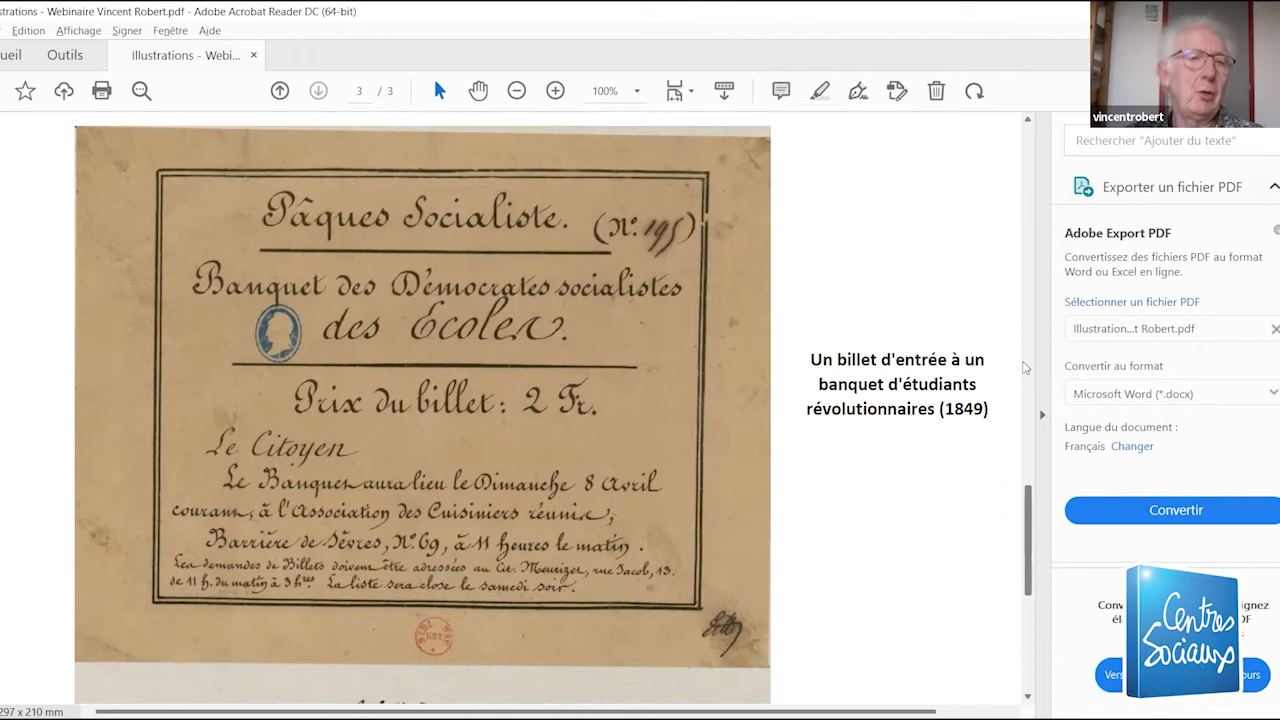 strations - Webinaire Vincent Robert.pdf - Adobe Acrobat Reader DC (64-bit)
Edition Affichage Signer Fenêtre Aide
ueil Outils Illustrations - Webi... ×
3 / 3 100%
vincentrobert
Rechercher "Ajouter du texte"
Exporter un fichier PDF
Adobe Export PDF
Convertissez des fichiers PDF au format
Word ou Excel en ligne.
Sélectionner un fichier PDF
Illustration...t Robert.pdf
Convertir au format
Microsoft Word (*.docx)
Langue du document :
Français Changer
Convertir
Pâques Socialiste. (No. 195)
Banquet des Démocrates socialistes
des Ecoles.
Prix du billet : 2 Fr.
Le Citoyen
Le Banquet aura lieu le Dimanche 8 Avril
courant, à l'Association des Cuisiniers réunis,
Barrière de Sèvres, No. 69, à 11 heures le matin.
Les demandes de Billets doivent être adressées au Cit. Meurizet, rue Jacob, 13.
de 11 h. du matin à 3 hres. La liste sera close le samedi soir.
Un billet d'entrée à un
banquet d'étudiants
révolutionnaires (1849)
Centres
Sociaux
297 x 210 mm